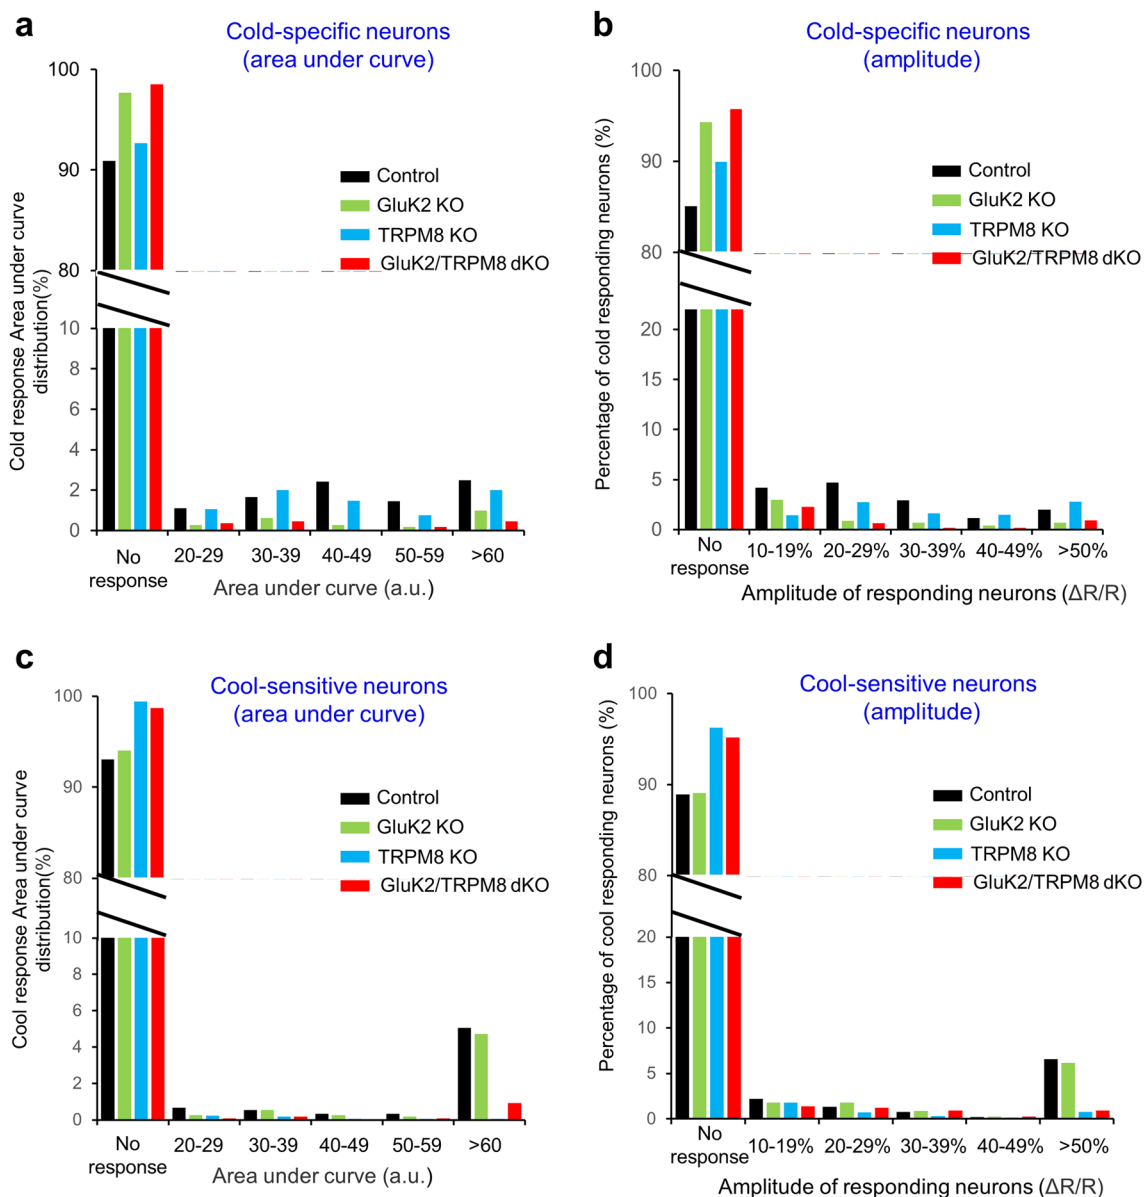 a
Cold-specific neurons
(area under curve)
Cold response Area under curve
distribution(%)
100
90
80
10
8
6
4
2
0
Control
GluK2 KO
TRPM8 KO
GluK2/TRPM8 dKO
No
response
20-29
30-39
40-49
50-59
>60
Area under curve (a.u.)
b
Cold-specific neurons
(amplitude)
Percentage of cold responding neurons (%)
100
90
80
20
15
10
5
0
Control
GluK2 KO
TRPM8 KO
GluK2/TRPM8 dKO
No
response
10-19%
20-29%
30-39%
40-49%
>50%
Amplitude of responding neurons (ΔR/R)
c
Cool-sensitive neurons
(area under curve)
Cool response Area under curve
distribution(%)
100
90
80
10
8
6
4
2
0
Control
GluK2 KO
TRPM8 KO
GluK2/TRPM8 dKO
No
response
20-29
30-39
40-49
50-59
>60
Area under curve (a.u.)
d
Cool-sensitive neurons
(amplitude)
Percentage of cool responding neurons (%)
100
90
80
20
15
10
5
0
Control
GluK2 KO
TRPM8 KO
GluK2/TRPM8 dKO
No
response
10-19%
20-29%
30-39%
40-49%
>50%
Amplitude of responding neurons (ΔR/R)